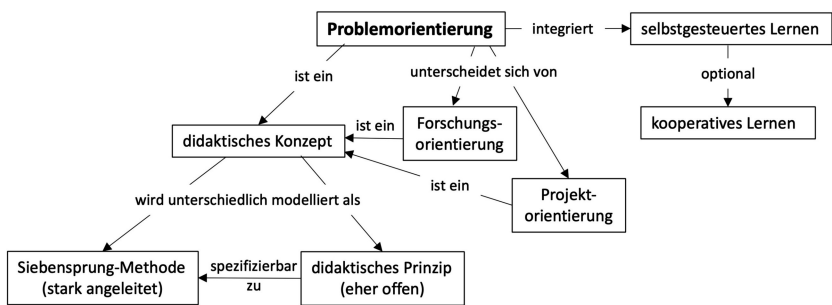 Problemorientierung
integriert
selbstgesteuertes Lernen
ist ein
unterscheidet sich von
optional
didaktisches Konzept
ist ein
Forschungs-
orientierung
kooperatives Lernen
ist ein
Projekt-
orientierung
wird unterschiedlich modelliert als
Siebensprung-Methode
(stark angeleitet)
spezifizierbar
zu
didaktisches Prinzip
(eher offen)